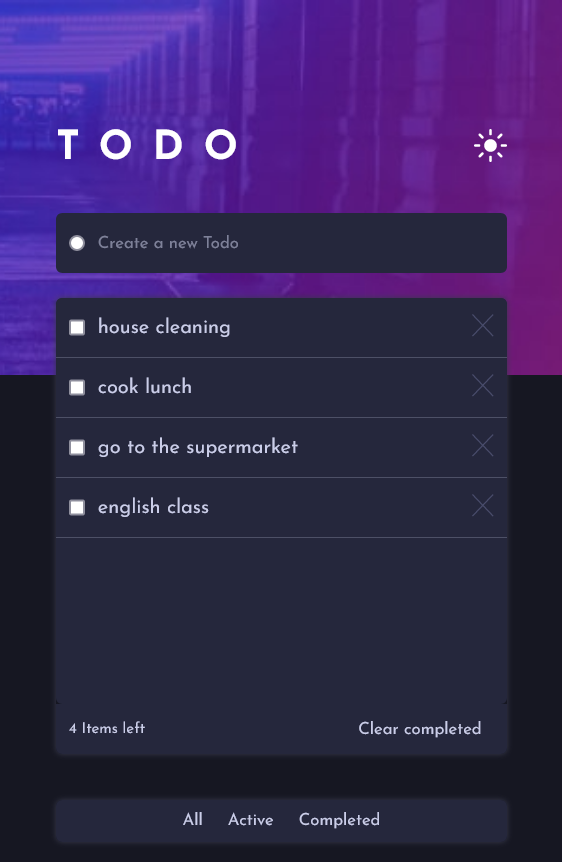 TODO
Create a new Todo
house cleaning
cook lunch
go to the supermarket
english class
4 Items left Clear completed
All Active Completed